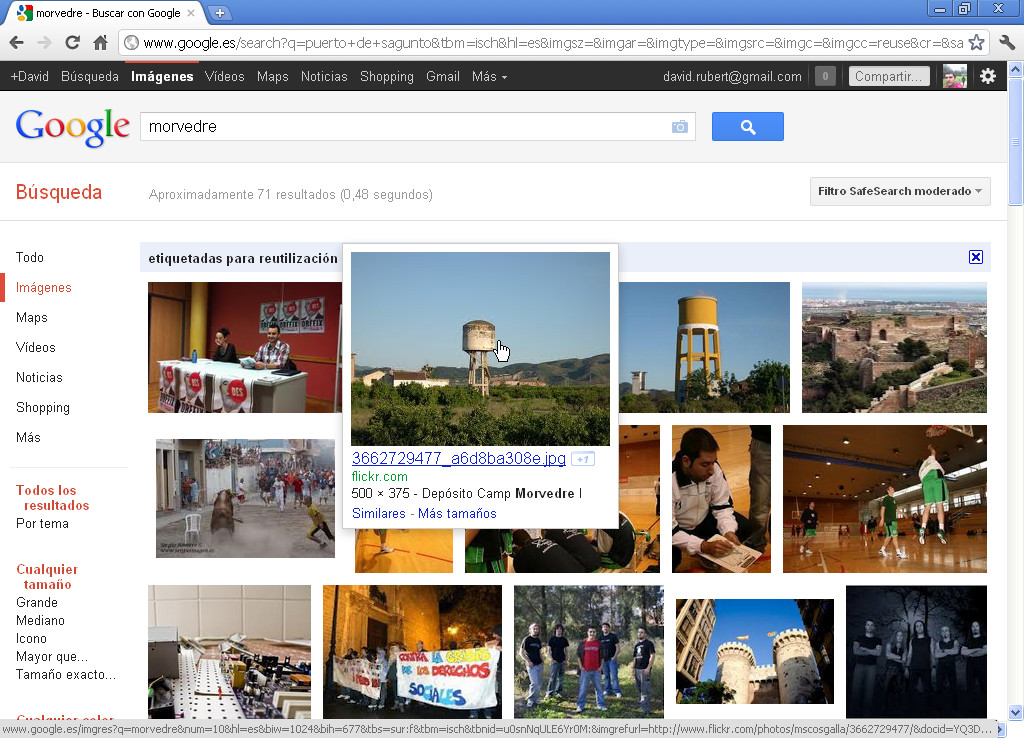 morvedre - Buscar con Google
www.google.es/search?q=puerto+de+sagunto&tbm=isch&hl=es&imgsz=&imgar=&imgtype=&imgsrc=&imgc=&imgcc=reuse&cr=&sa
+David Búsqueda Imágenes Vídeos Maps Noticias Shopping Gmail Más david.rubert@gmail.com 0 Compartir...
Google morvedre
Búsqueda Aproximadamente 71 resultados (0,48 segundos) Filtro SafeSearch moderado
Todo
Imágenes
Maps
Vídeos
Noticias
Shopping
Más
Todos los
resultados
Por tema
Cualquier
tamaño
Grande
Mediano
Icono
Mayor que...
Tamaño exacto...
Cualquier color
etiquetadas para reutilización
DES
3662729477_a6d8ba308e.jpg +1
flickr.com
500 × 375 - Depósito Camp Morvedre I
Similares - Más tamaños
CONTRA LA
DE LOS DERECHOS
SOCIALES
www.google.es/imgres?q=morvedre&num=10&hl=es&biw=1024&bih=677&tbs=sur:f&tbm=isch&tbnid=u0snNqULE6Yr0M:&imgrefurl=http://www.flickr.com/photos/mscosgalla/3662729477/&docid=YQ3D...